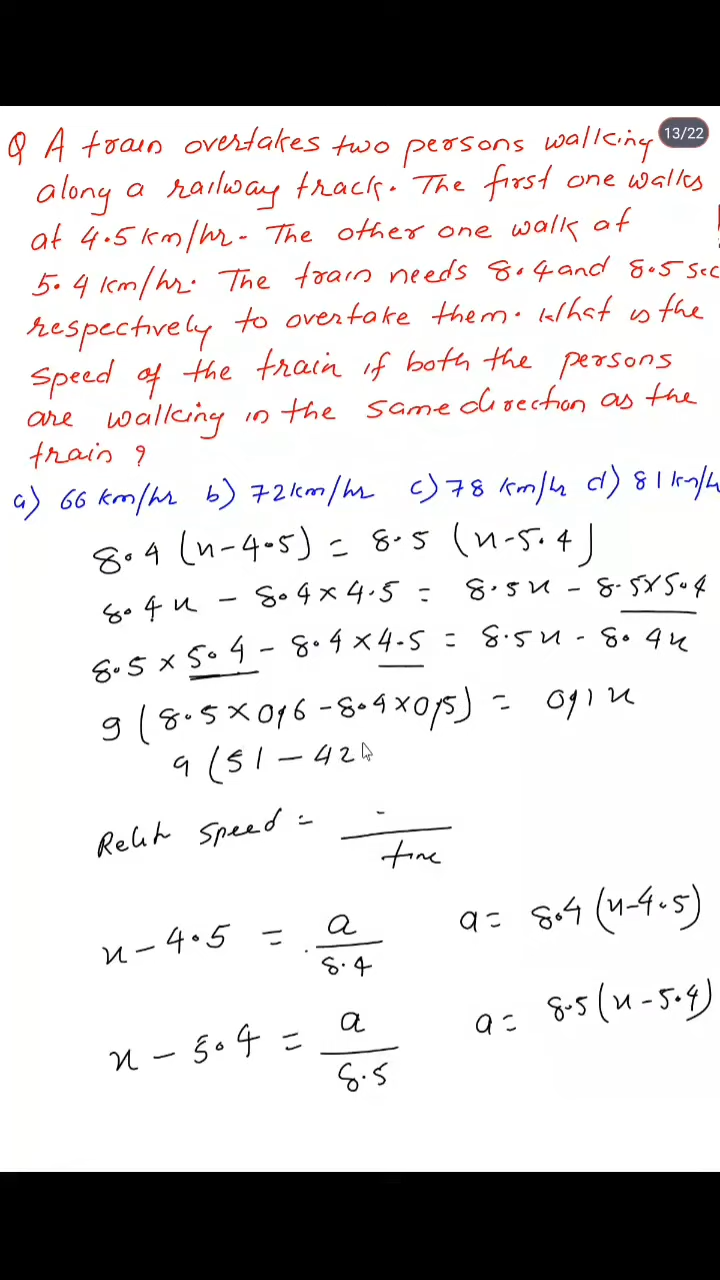 13/22
Q A train overtakes two persons walking
along a railway track. The first one walks
at 4.5 km/hr. The other one walk at
5.4 km/hr. The train needs 8.4 and 8.5 sec
respectively to overtake them. What is the
speed of the train if both the persons
are walking in the same direction as the
train ?
a) 66 km/hr b) 72 km/hr c) 78 km/h d) 81 km/h
8.4 (x-4.5) = 8.5 (x-5.4)
8.4x - 8.4×4.5 = 8.5x - 8.5×5.4
8.5×5.4 - 8.4×4.5 = 8.5x - 8.4x
9 (8.5×0.6 - 8.4×0.5) = 0.1x
9 (51 - 42
Relat speed = / time
x-4.5 = a/8.4 a = 8.4 (x-4.5)
x-5.4 = a/8.5 a = 8.5 (x-5.4)